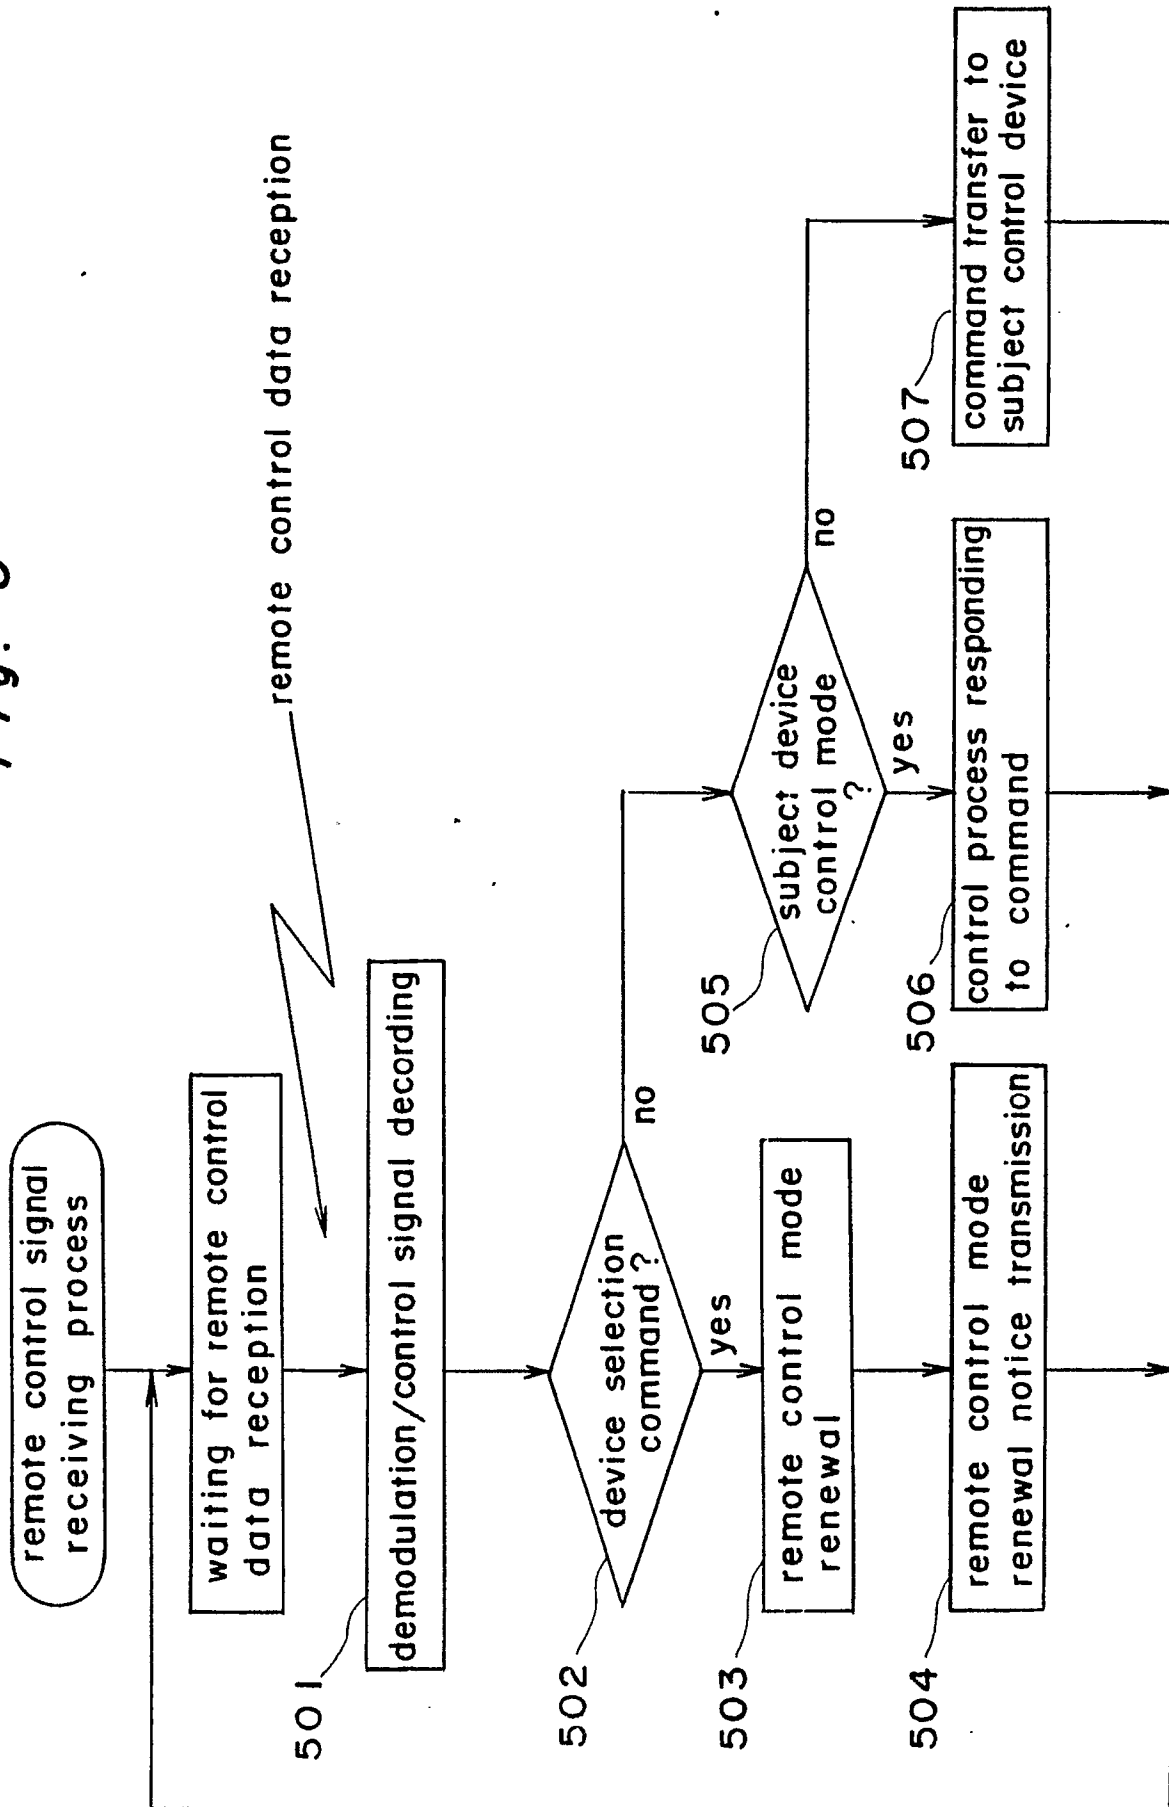 remote control signal
receiving process
waiting for remote control
data reception
remote control data reception
501
demodulation/control signal decording
502
device selection
command?
no
yes
503
remote control mode
renewal
504
remote control mode
renewal notice transmission
505
subject device
control mode
?
no
yes
506
control process responding
to command
507
command transfer to
subject control device